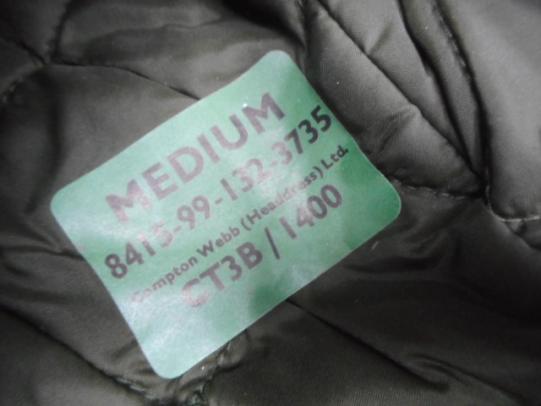 MEDIUM
8415-99-132-3735
Compton Webb (Headdress) Ltd.
CT3B / 1400